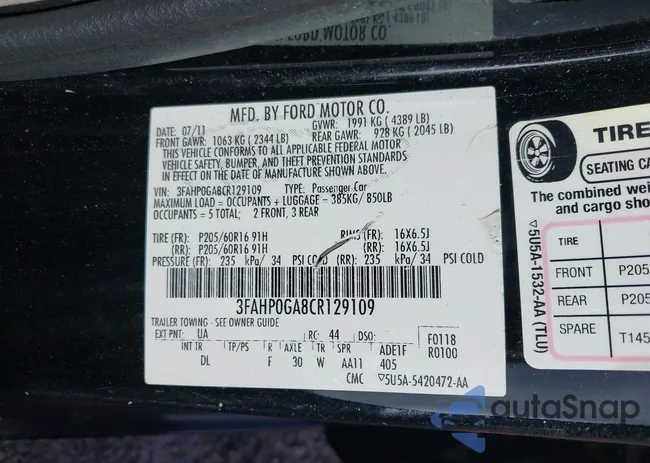 FORD MOTOR CO.
MFD. BY FORD MOTOR CO.
DATE: 07/11 GVWR: 1991 KG ( 4389 LB)
FRONT GAWR: 1063 KG ( 2344 LB) REAR GAWR: 928 KG ( 2045 LB)
THIS VEHICLE CONFORMS TO ALL APPLICABLE FEDERAL MOTOR
VEHICLE SAFETY, BUMPER, AND THEFT PREVENTION STANDARDS
IN EFFECT ON THE DATE OF MANUFACTURE SHOWN ABOVE.
VIN: 3FAHP0GA8CR129109 TYPE: Passenger Car
MAXIMUM LOAD = OCCUPANTS + LUGGAGE = 385KG/ 850LB
OCCUPANTS = 5 TOTAL; 2 FRONT, 3 REAR
TIRE (FR): P205/60R16 91H RIMS (FR): 16X6.5J
(RR): P205/60R16 91H (RR): 16X6.5J
PRESSURE (FR): 235 kPa/ 34 PSI COLD (RR): 235 kPa/ 34 PSI COLD
3FAHP0GA8CR129109
TRAILER TOWING - SEE OWNER GUIDE
EXT PNT: UA RC: 44 DSO: F0118
INT TR TP/PS R AXLE TR SPR ADE1F R0100
DL F 30 W AA11 405
CMC 5U5A-5420472-AA
TIRE
SEATING CA
The combined wei
and cargo sho
TIRE
FRONT P205
REAR P205
SPARE T145
5U5A-1532-AA (TLU)
autoSnap